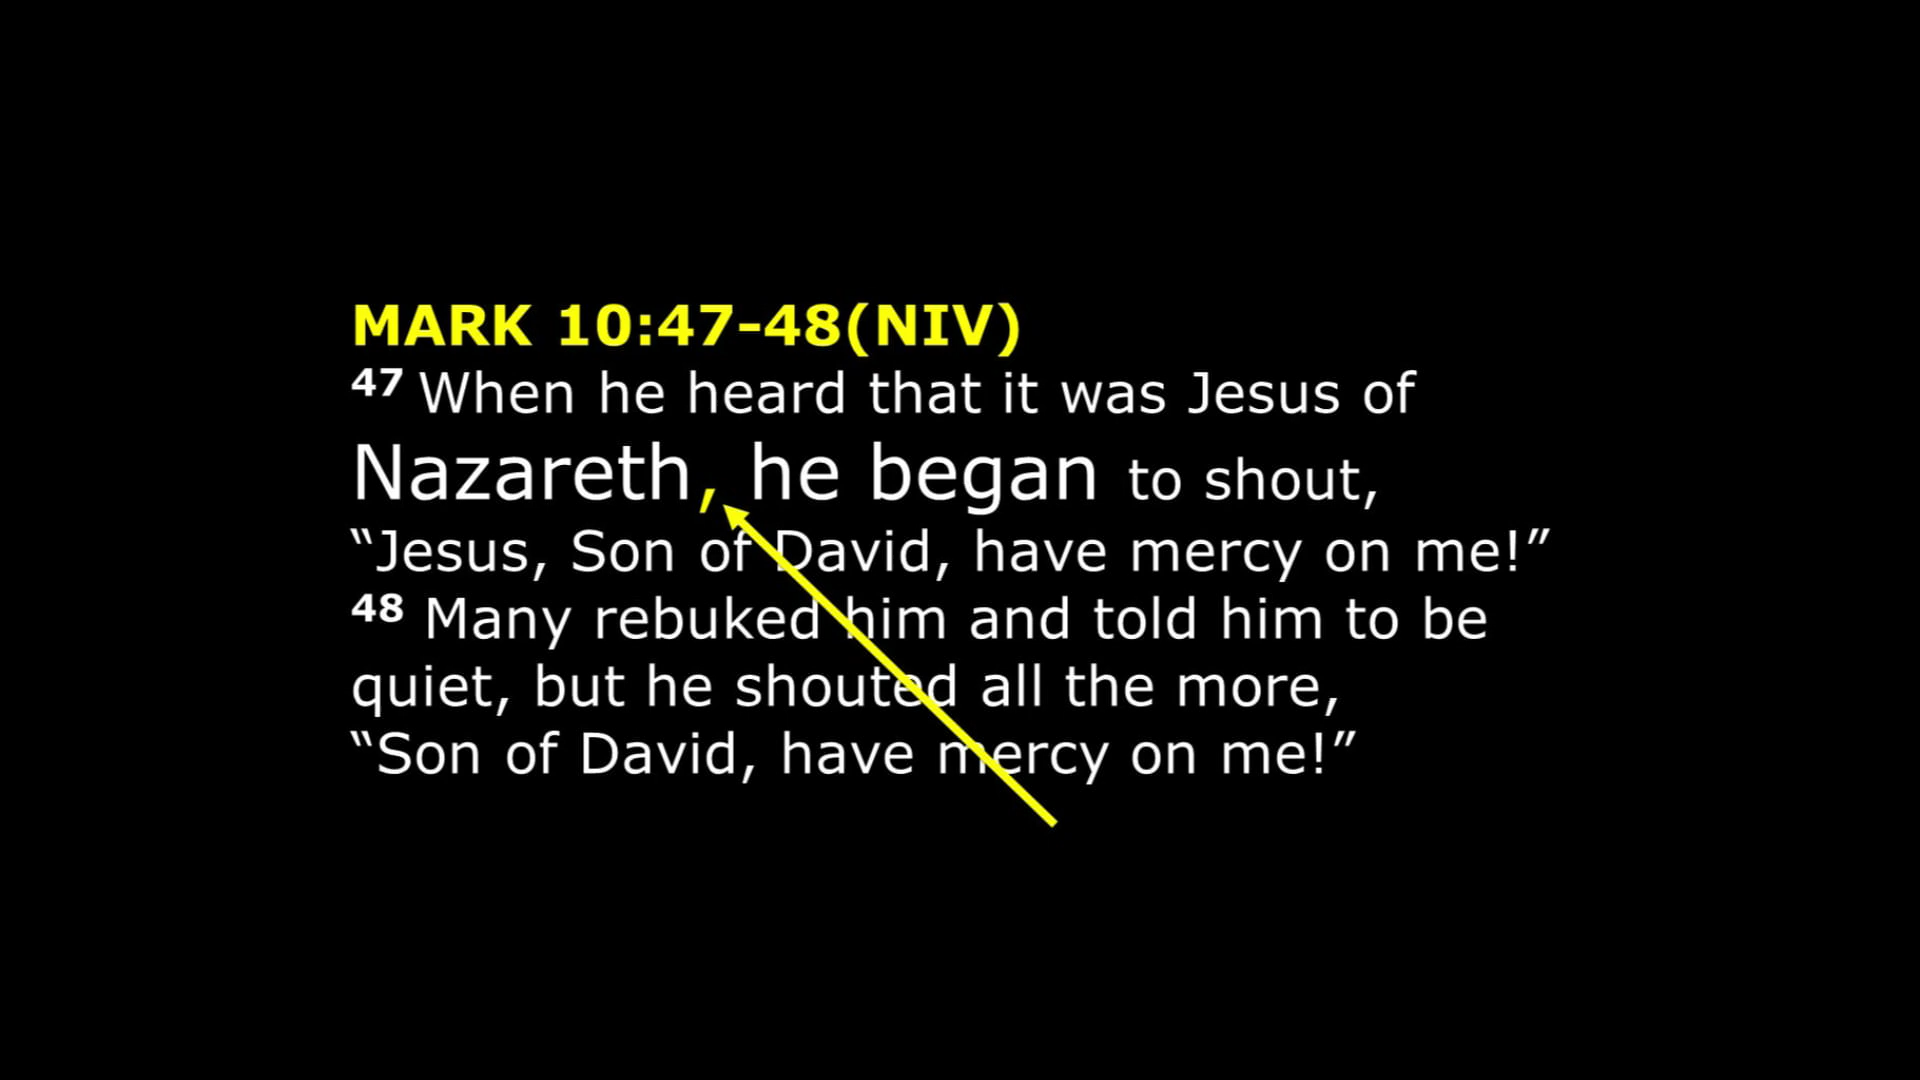 MARK 10:47-48(NIV)
47 When he heard that it was Jesus of
Nazareth, he began to shout,
“Jesus, Son of David, have mercy on me!”
48 Many rebuked him and told him to be
quiet, but he shouted all the more,
“Son of David, have mercy on me!”